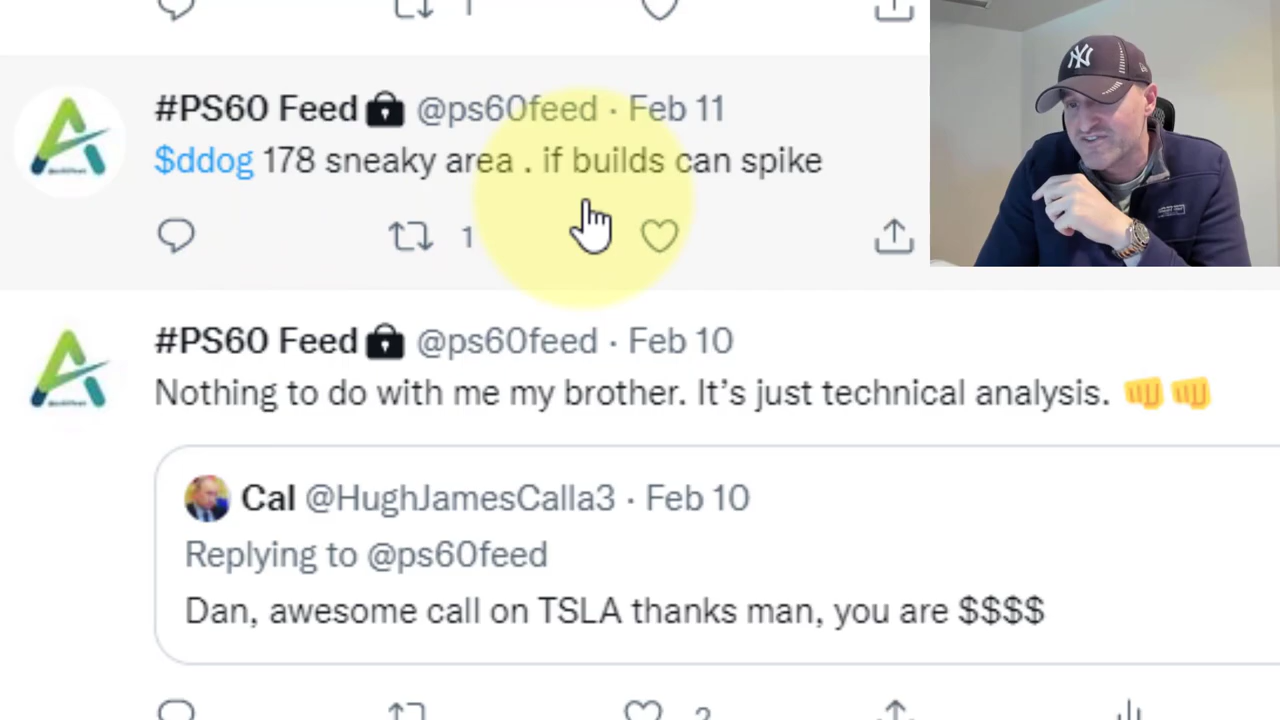 1
#PS60 Feed @ps60feed · Feb 11
$ddog 178 sneaky area . if builds can spike
1
#PS60 Feed @ps60feed · Feb 10
Nothing to do with me my brother. It’s just technical analysis. 👊👊
Cal @HughJamesCalla3 · Feb 10
Replying to @ps60feed
Dan, awesome call on TSLA thanks man, you are $$$$
2
NY